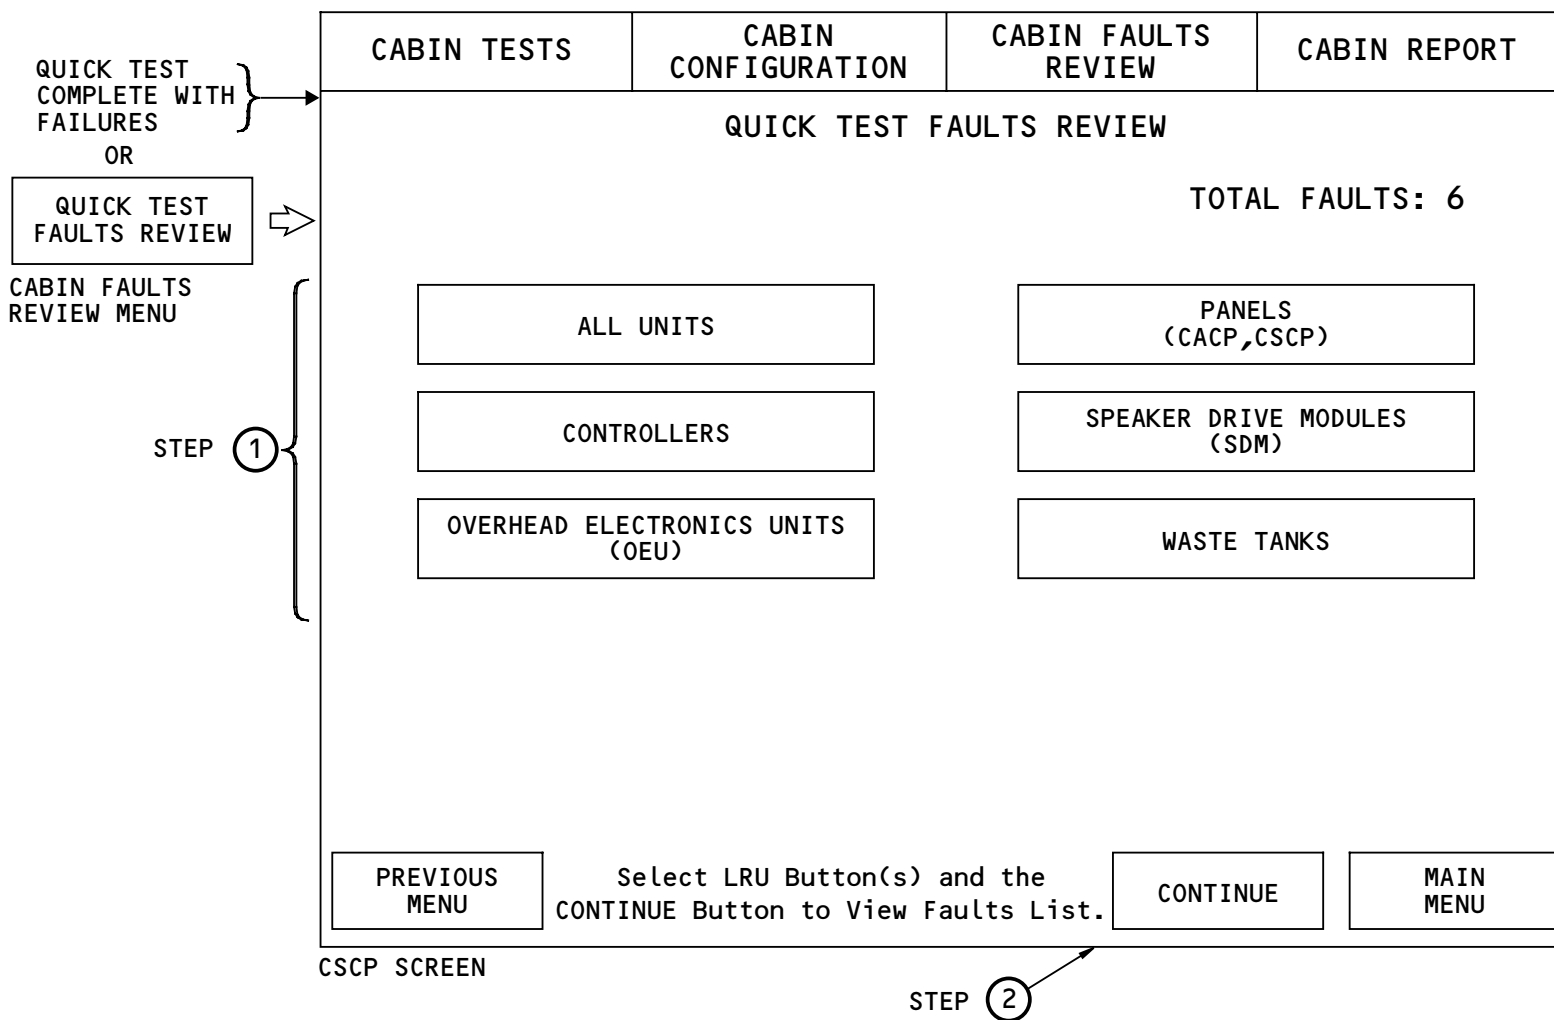 CABIN TESTS
CABIN
CONFIGURATION
CABIN FAULTS
REVIEW
CABIN REPORT
QUICK TEST
COMPLETE WITH
FAILURES
OR
QUICK TEST
FAULTS REVIEW
CABIN FAULTS
REVIEW MENU
QUICK TEST FAULTS REVIEW
TOTAL FAULTS: 6
STEP 1
ALL UNITS
PANELS
(CACP,CSCP)
CONTROLLERS
SPEAKER DRIVE MODULES
(SDM)
OVERHEAD ELECTRONICS UNITS
(OEU)
WASTE TANKS
PREVIOUS
MENU
Select LRU Button(s) and the
CONTINUE Button to View Faults List.
CONTINUE
MAIN
MENU
CSCP SCREEN
STEP 2